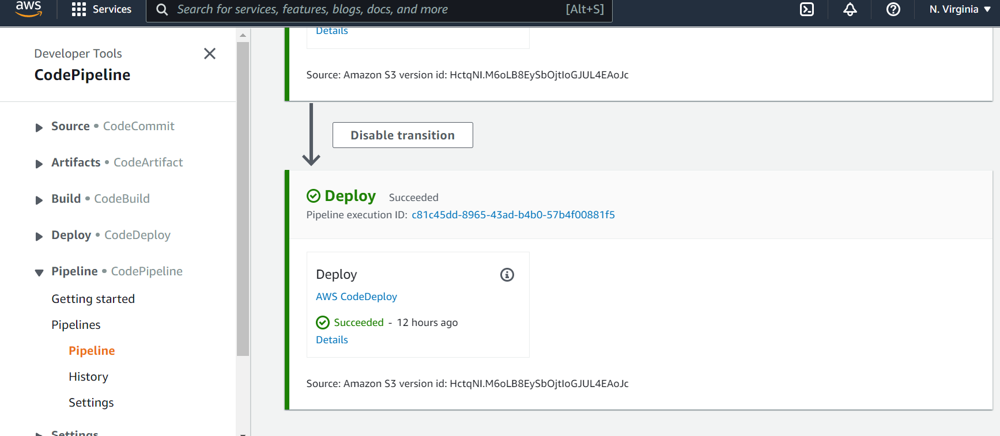 aws
Services
Search for services, features, blogs, docs, and more [Alt+S]
N. Virginia
Developer Tools
CodePipeline
Source • CodeCommit
Artifacts • CodeArtifact
Build • CodeBuild
Deploy • CodeDeploy
Pipeline • CodePipeline
Getting started
Pipelines
Pipeline
History
Settings
Settings
Details
Source: Amazon S3 version id: HctqNI.M6oLB8EySbOjtIoGJUL4EAoJc
Disable transition
Deploy Succeeded
Pipeline execution ID: c81c45dd-8965-43ad-b4b0-57b4f00881f5
Deploy
AWS CodeDeploy
Succeeded - 12 hours ago
Details
Source: Amazon S3 version id: HctqNI.M6oLB8EySbOjtIoGJUL4EAoJc